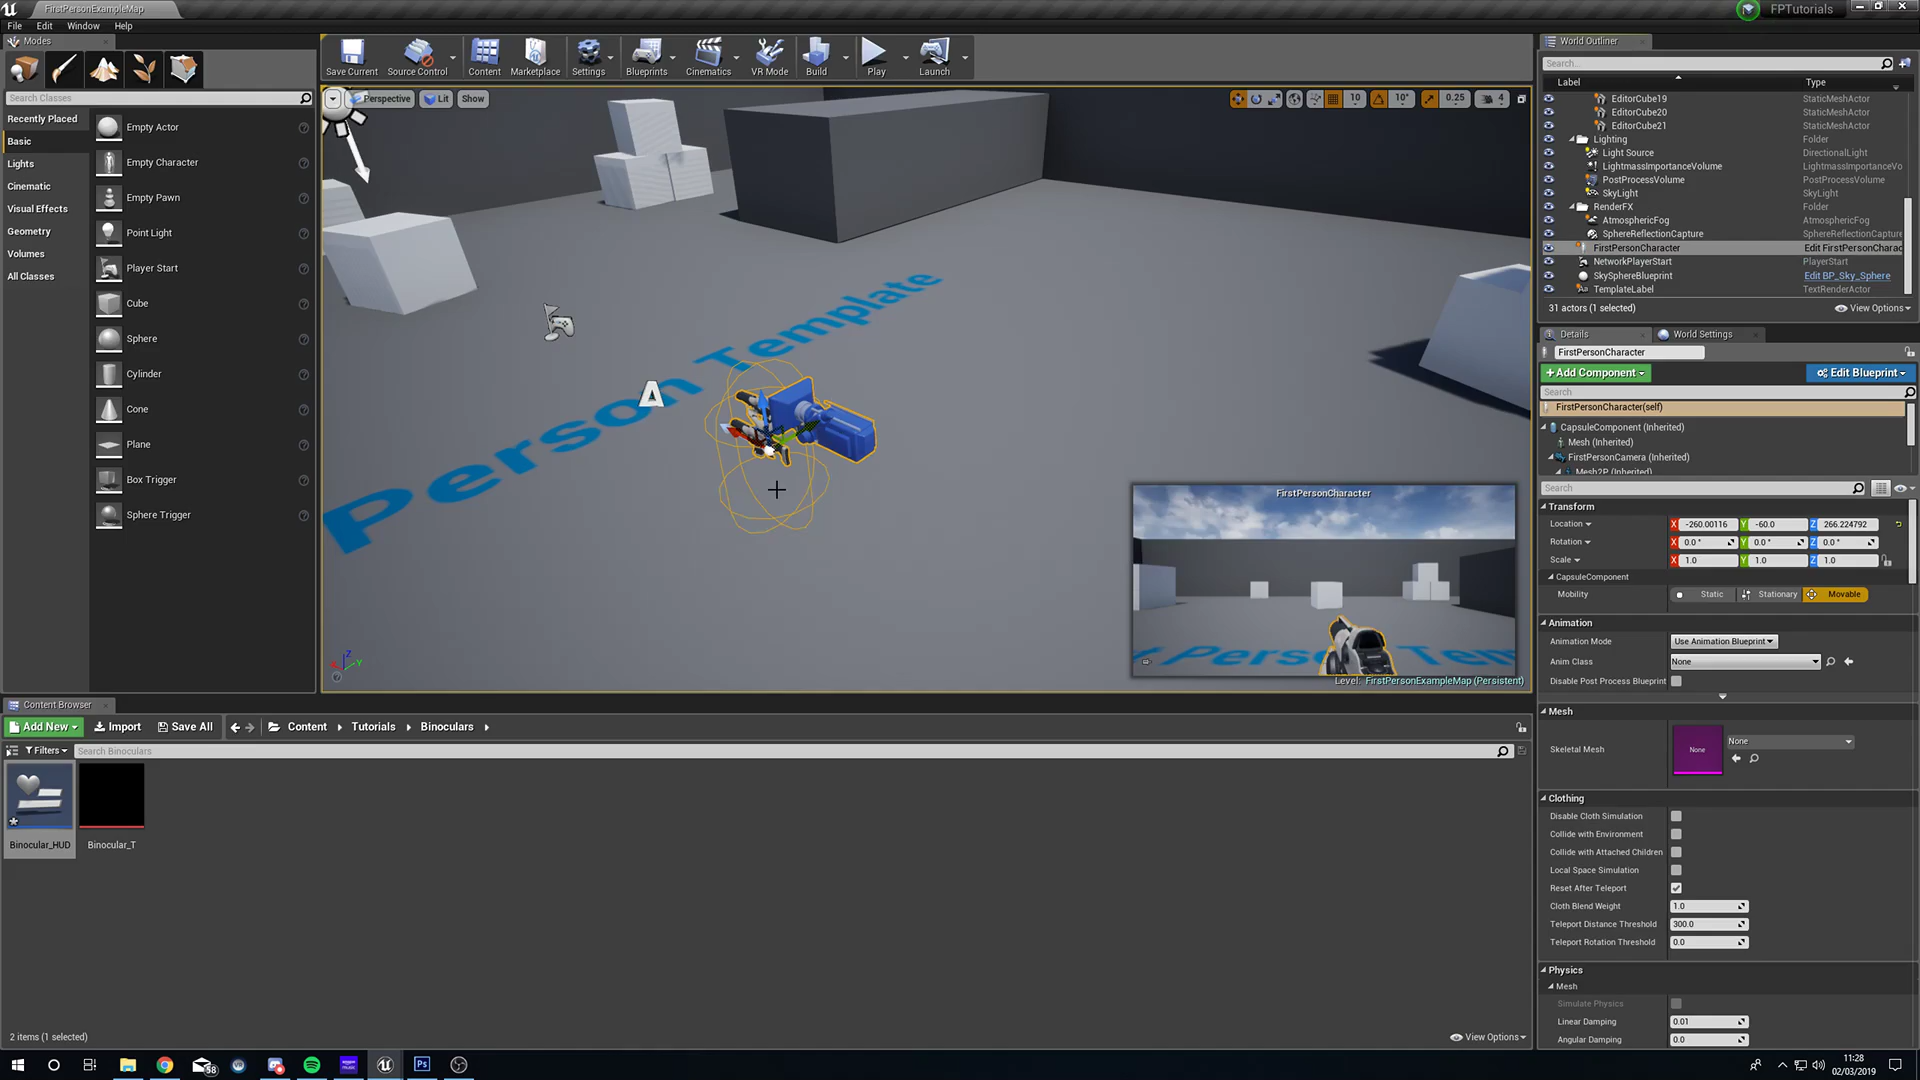 FirstPersonExampleMap
FPTutorials
File Edit Window Help
Modes
Search Classes
Recently Placed
Basic
Lights
Cinematic
Visual Effects
Geometry
Volumes
All Classes
Empty Actor
Empty Character
Empty Pawn
Point Light
Player Start
Cube
Sphere
Cylinder
Cone
Plane
Box Trigger
Sphere Trigger
Save Current Source Control Content Marketplace Settings Blueprints Cinematics VR Mode Build Play Launch
Perspective Lit Show
10 10° 0.25 4
Person Template
A
FirstPersonCharacter
Level: FirstPersonExampleMap (Persistent)
World Outliner
Search...
Label Type
EditorCube19 StaticMeshActor
EditorCube20 StaticMeshActor
EditorCube21 StaticMeshActor
Lighting Folder
Light Source DirectionalLight
LightmassImportanceVolume LightmassImportanceVo
PostProcessVolume PostProcessVolume
SkyLight SkyLight
RenderFX Folder
AtmosphericFog AtmosphericFog
SphereReflectionCapture SphereReflectionCapture
FirstPersonCharacter Edit FirstPersonCharac
NetworkPlayerStart PlayerStart
SkySphereBlueprint Edit BP_Sky_Sphere
TemplateLabel TextRenderActor
31 actors (1 selected) View Options
Details World Settings
FirstPersonCharacter
+Add Component Edit Blueprint
Search
FirstPersonCharacter(self)
CapsuleComponent (Inherited)
Mesh (Inherited)
FirstPersonCamera (Inherited)
Mesh2P (Inherited)
Search
Transform
Location X -260.00116 Y -60.0 Z 266.224792
Rotation X 0.0 ° Y 0.0 ° Z 0.0 °
Scale X 1.0 Y 1.0 Z 1.0
CapsuleComponent
Mobility Static Stationary Movable
Animation
Animation Mode Use Animation Blueprint
Anim Class None
Disable Post Process Blueprint
Mesh
Skeletal Mesh None None
Clothing
Disable Cloth Simulation
Collide with Environment
Collide with Attached Children
Local Space Simulation
Reset After Teleport
Cloth Blend Weight 1.0
Teleport Distance Threshold 300.0
Teleport Rotation Threshold 0.0
Physics
Mesh
Simulate Physics
Linear Damping 0.01
Angular Damping 0.0
Content Browser
Add New Import Save All Content Tutorials Binoculars
Filters Search Binoculars
Binocular_HUD Binocular_T
2 items (1 selected) View Options
58
Ps
11:28
02/03/2019